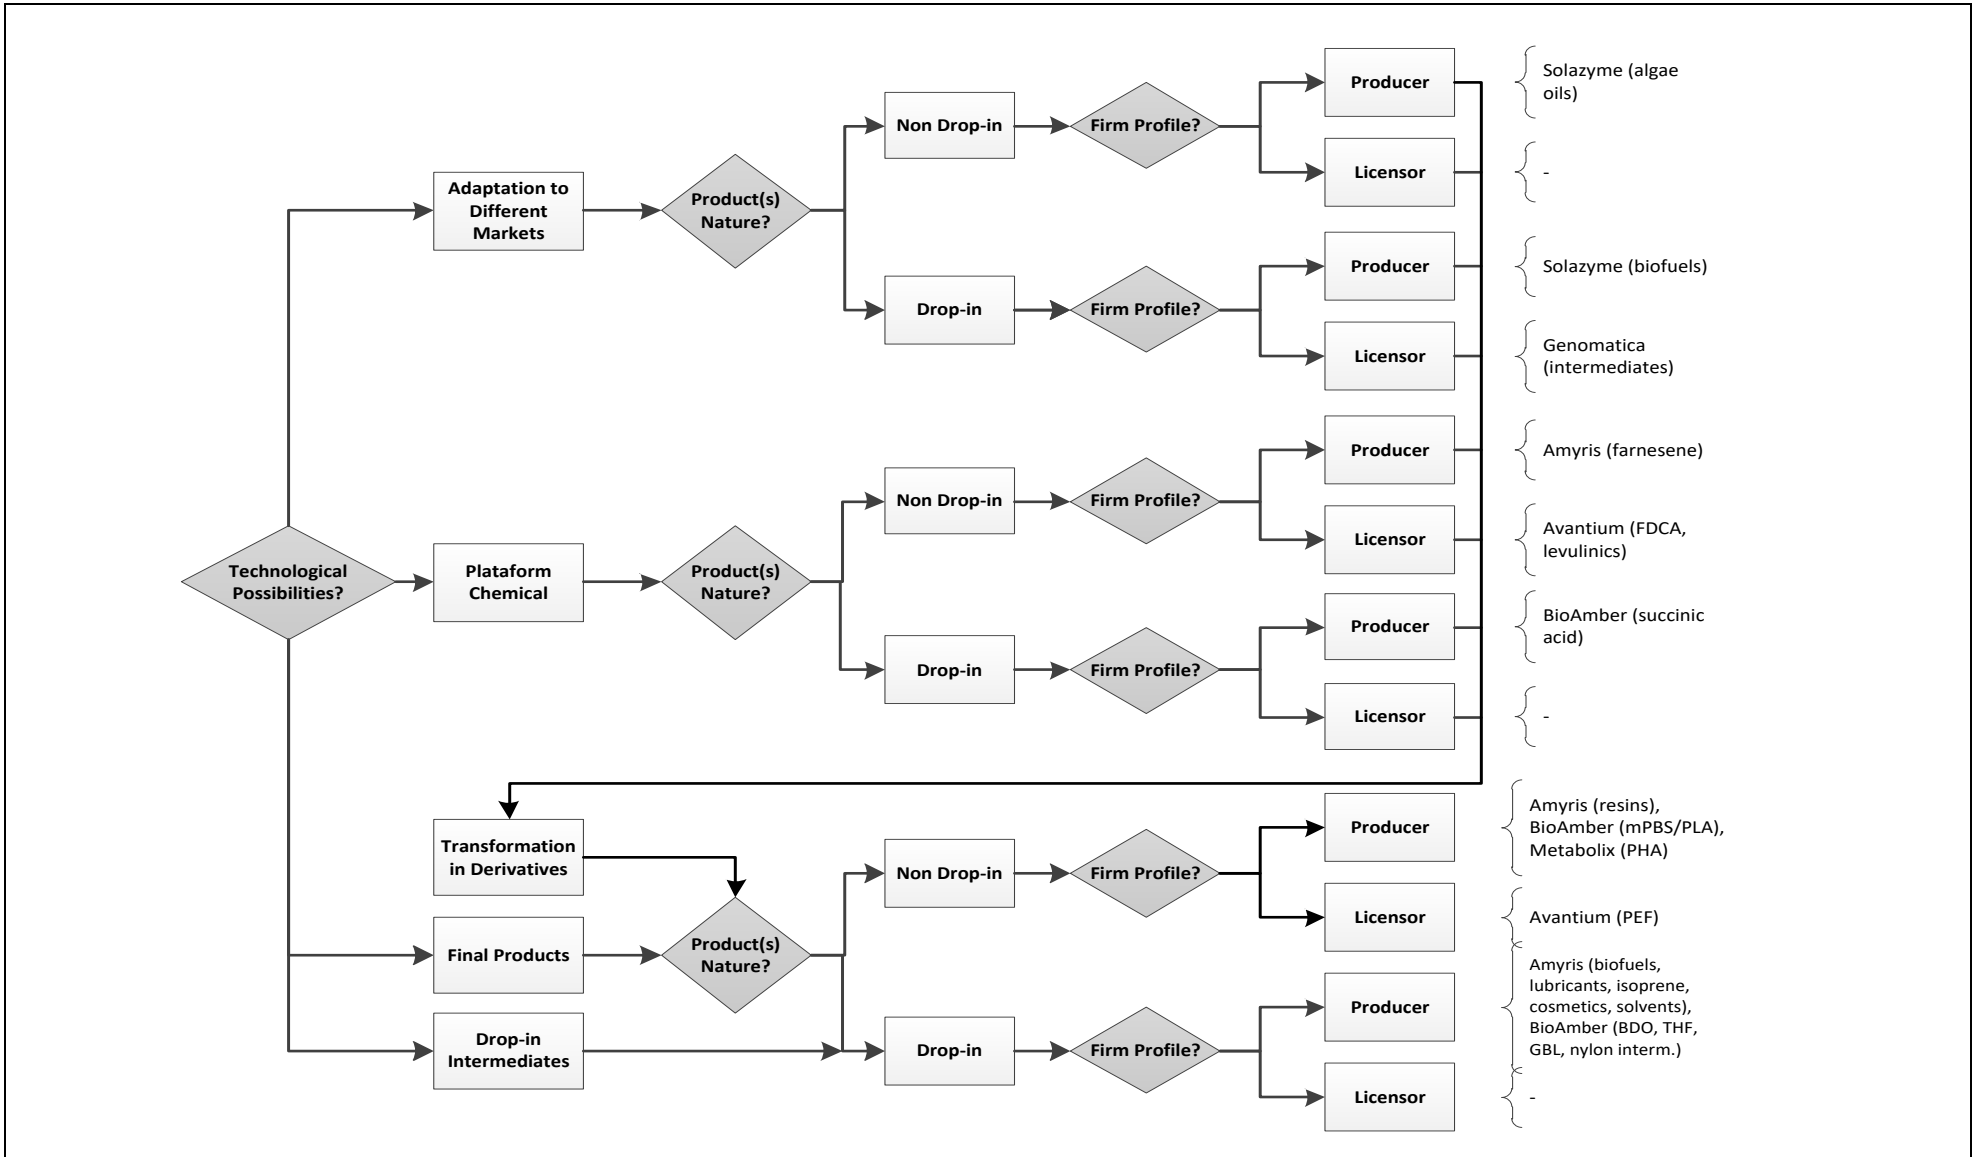 Technological
Possibilities?
Adaptation to
Different
Markets
Product(s)
Nature?
Non Drop-in
Firm Profile?
Producer
Solazyme (algae
oils)
Licensor
-
Drop-in
Firm Profile?
Producer
Solazyme (biofuels)
Licensor
Genomatica
(intermediates)
Plataform
Chemical
Product(s)
Nature?
Non Drop-in
Firm Profile?
Producer
Amyris (farnesene)
Licensor
Avantium (FDCA,
levulinics)
Drop-in
Firm Profile?
Producer
BioAmber (succinic
acid)
Licensor
-
Transformation
in Derivatives
Final Products
Drop-in
Intermediates
Product(s)
Nature?
Non Drop-in
Firm Profile?
Producer
Amyris (resins),
BioAmber (mPBS/PLA),
Metabolix (PHA)
Licensor
Avantium (PEF)
Drop-in
Firm Profile?
Producer
Amyris (biofuels,
lubricants, isoprene,
cosmetics, solvents),
BioAmber (BDO, THF,
GBL, nylon interm.)
Licensor
-